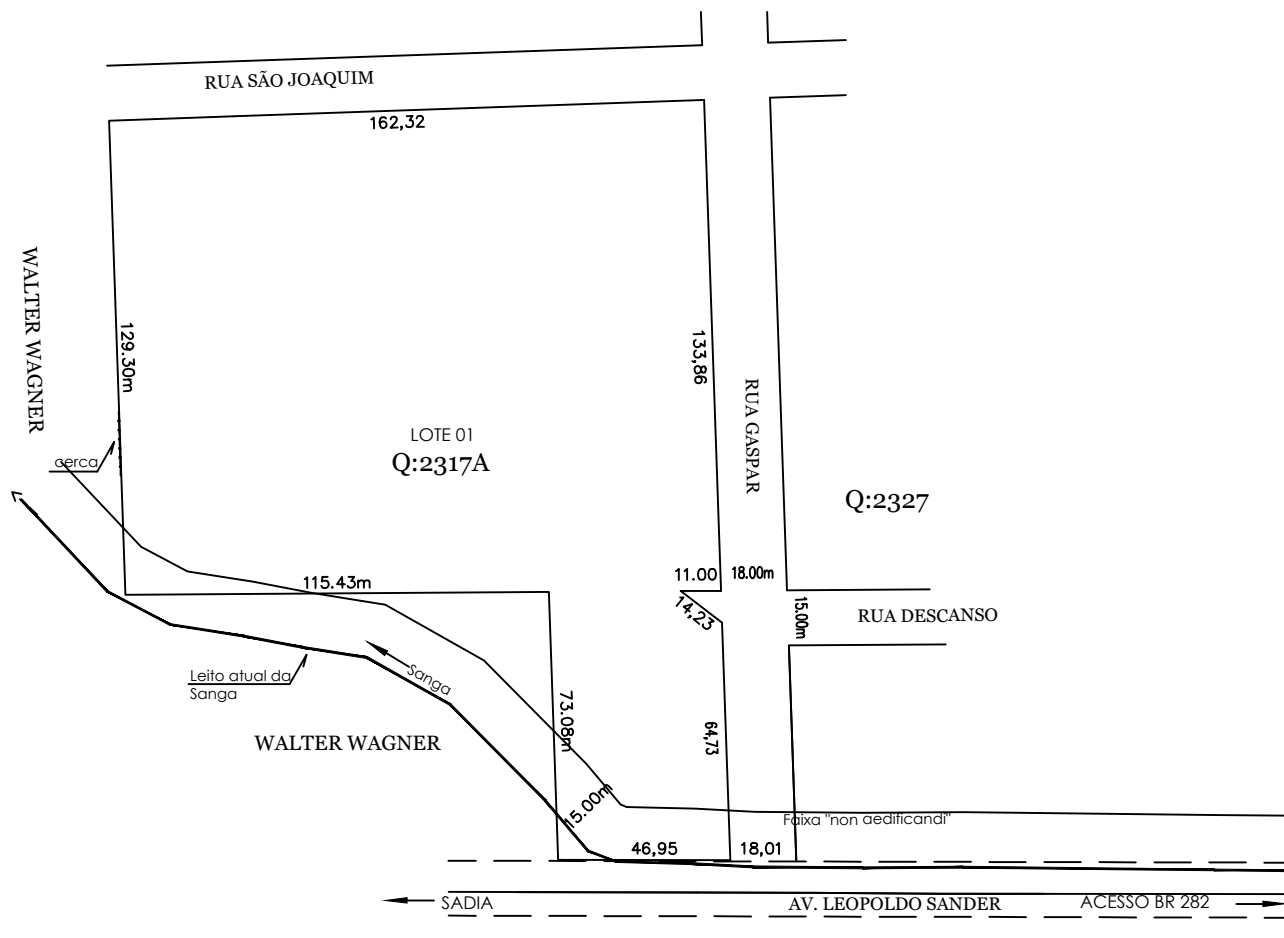 RUA SÃO JOAQUIM
162,32
WALTER WAGNER
129.30m
133,86
RUA GASPAR
LOTE 01
Q:2317A
cerca
Q:2327
115.43m
11.00
18.00m
14,23
15.00m
RUA DESCANSO
Leito atual da
Sanga
Sanga
73.08m
64,73
WALTER WAGNER
15.00m
Faixa "non aedificandi"
46,95
18,01
SADIA
AV. LEOPOLDO SANDER
ACESSO BR 282